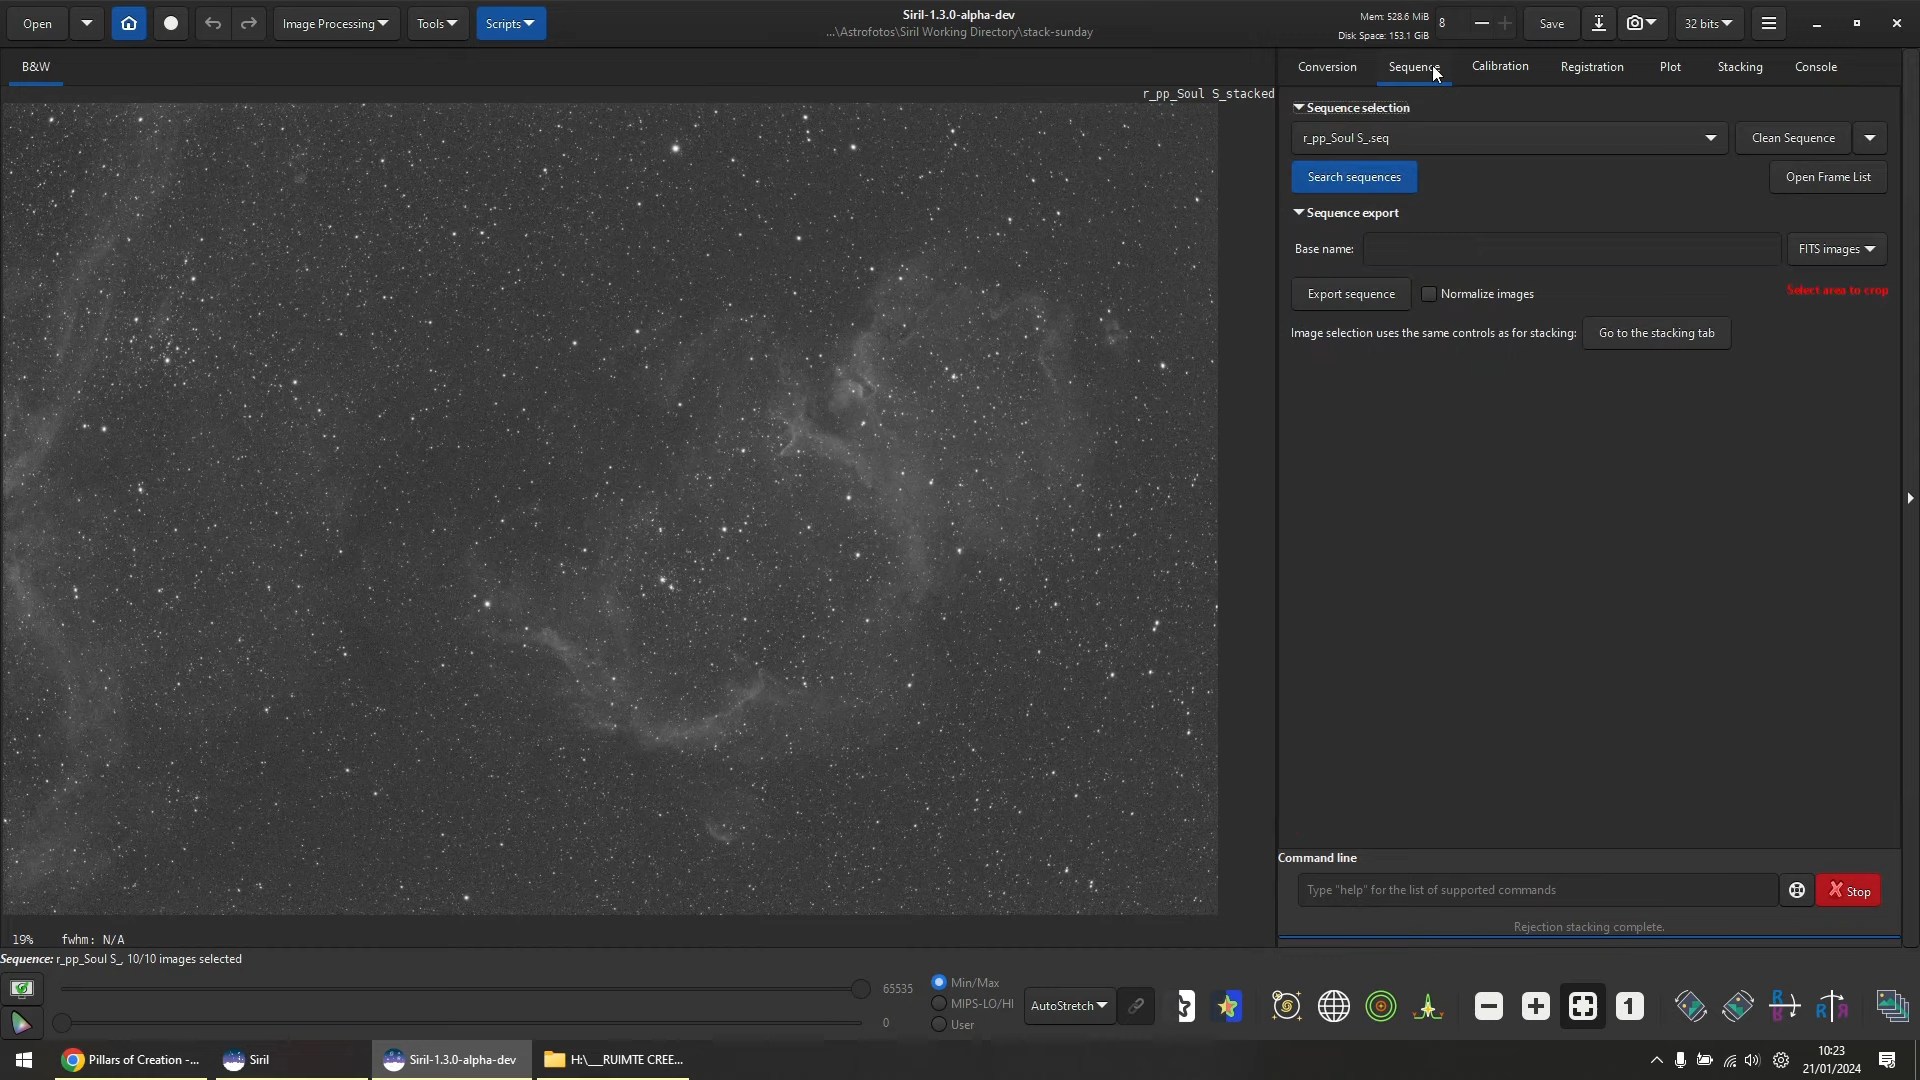 Open
Image Processing
Tools
Scripts
Siril-1.3.0-alpha-dev
...\Astrofotos\Siril Working Directory\stack-sunday
Mem: 528.6 MiB
Disk Space: 153.1 GiB
8
Save
32 bits
B&W
r_pp_Soul S_stacked
Conversion
Sequence
Calibration
Registration
Plot
Stacking
Console
Sequence selection
r_pp_Soul S_.seq
Clean Sequence
Search sequences
Open Frame List
Sequence export
Base name:
FITS images
Export sequence
Normalize images
Select area to crop
Image selection uses the same controls as for stacking:
Go to the stacking tab
Command line
Type "help" for the list of supported commands
Stop
Rejection stacking complete.
19%
fwhm: N/A
Sequence: r_pp_Soul S_, 10/10 images selected
65535
0
Min/Max
MIPS-LO/HI
User
AutoStretch
1
R
R
R
R
Pillars of Creation -...
Siril
Siril-1.3.0-alpha-dev
H:\__RUIMTE CREE...
10:23
21/01/2024